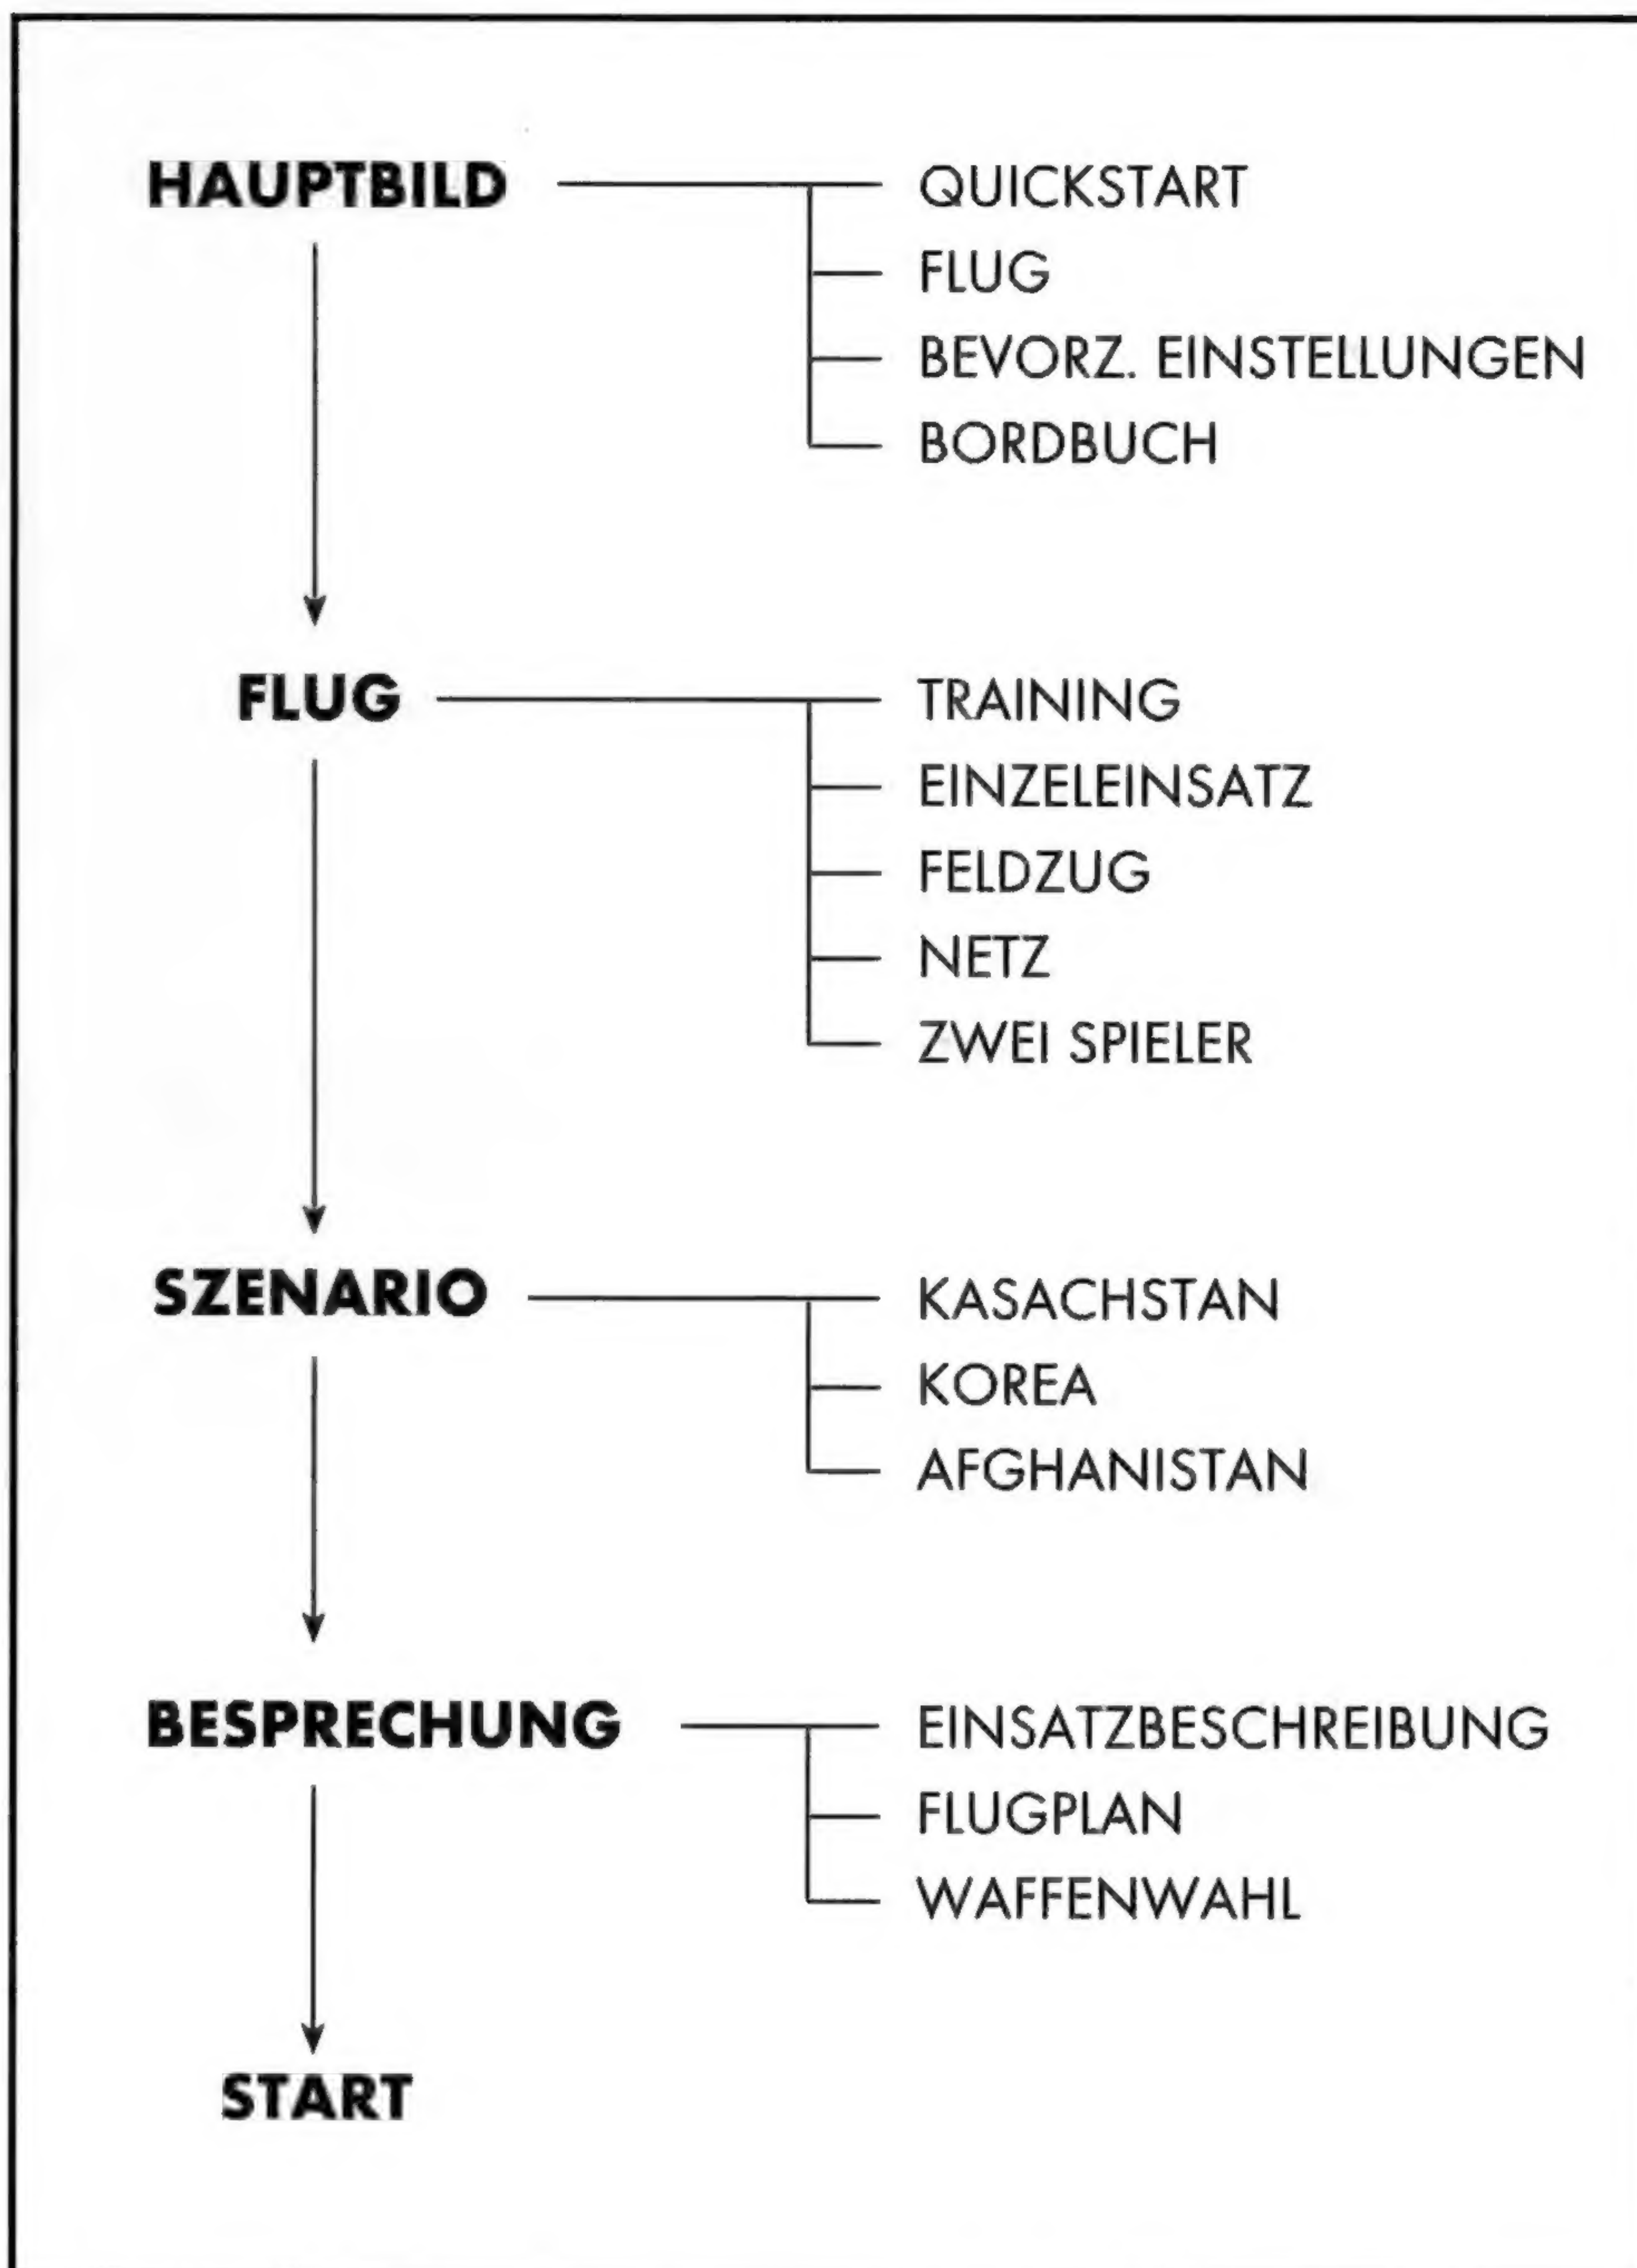 HAUPTBILD
QUICKSTART
FLUG
BEVORZ. EINSTELLUNGEN
BORDBUCH
FLUG
TRAINING
EINZELEINSATZ
FELDZUG
NETZ
ZWEI SPIELER
SZENARIO
KASACHSTAN
KOREA
AFGHANISTAN
BESPRECHUNG
EINSATZBESCHREIBUNG
FLUGPLAN
WAFFENWAHL
START